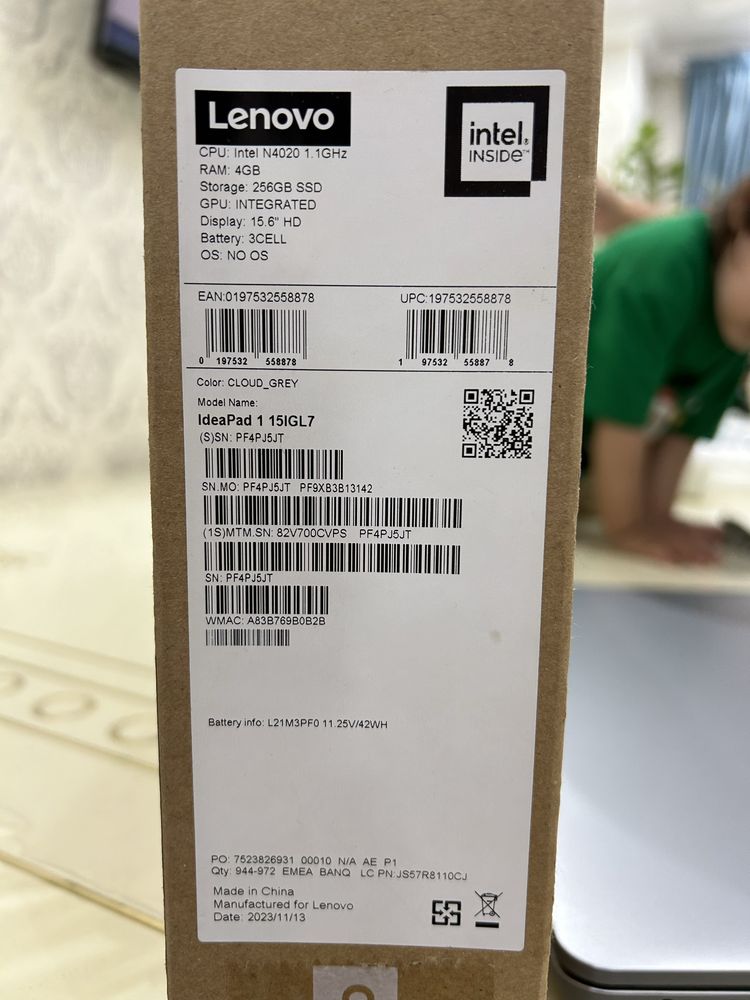 Lenovo
intel.
INSIDE™
CPU: Intel N4020 1.1GHz
RAM: 4GB
Storage: 256GB SSD
GPU: INTEGRATED
Display: 15.6" HD
Battery: 3CELL
OS: NO OS
EAN:0197532558878
UPC:197532558878
0 197532 558878
1 97532 55887 8
Color: CLOUD_GREY
Model Name:
IdeaPad 1 15IGL7
(S)SN: PF4PJ5JT
SN.MO: PF4PJ5JT PF9XB3B13142
(1S)MTM.SN: 82V700CVPS PF4PJ5JT
SN: PF4PJ5JT
WMAC: A83B769B0B2B
Battery info: L21M3PF0 11.25V/42WH
PO: 7523826931 00010 N/A AE P1
Qty: 944-972 EMEA BANQ LC PN:JS57R8110CJ
Made in China
Manufactured for Lenovo
Date: 2023/11/13